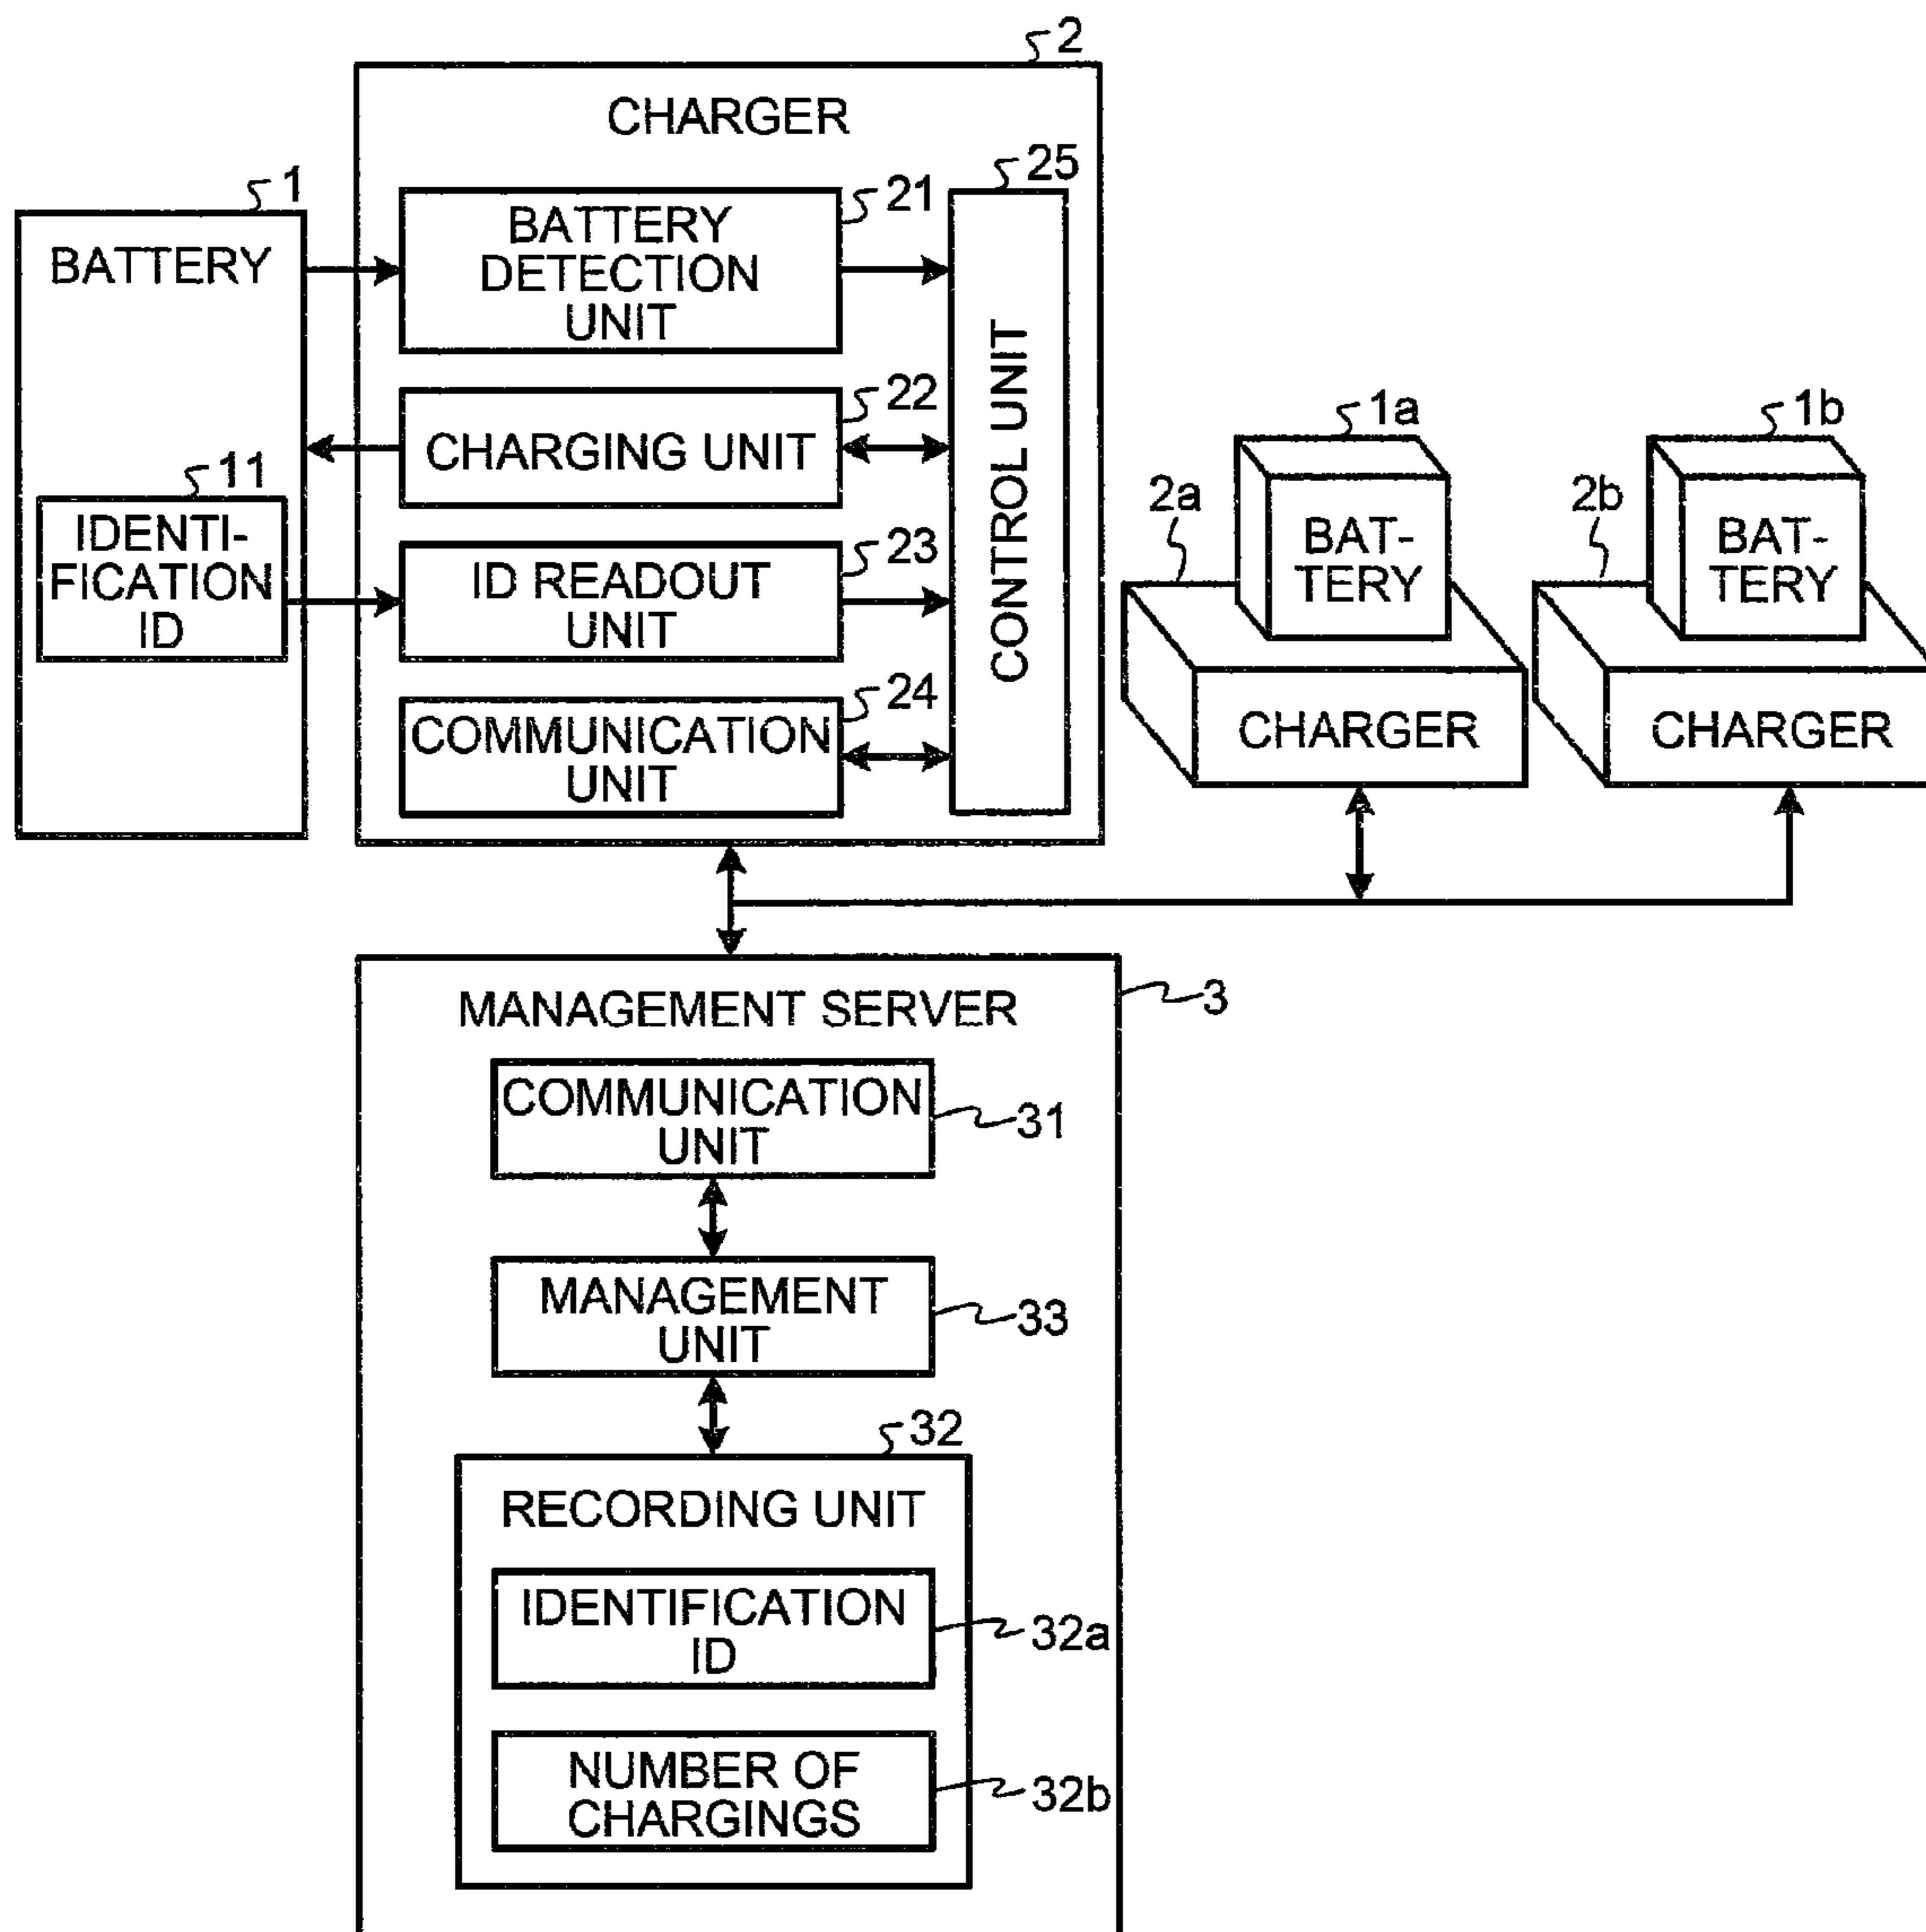 2
CHARGER
1
BATTERY
21
BATTERY
DETECTION
UNIT
25
CONTROL UNIT
22
CHARGING UNIT
11
IDENTI-
FICATION
ID
23
ID READOUT
UNIT
24
COMMUNICATION
UNIT
1a
2a
BAT-
TERY
CHARGER
1b
2b
BAT-
TERY
CHARGER
MANAGEMENT SERVER
3
COMMUNICATION
UNIT
31
MANAGEMENT
UNIT
33
32
RECORDING UNIT
IDENTIFICATION
ID
32a
NUMBER OF
CHARGINGS
32b